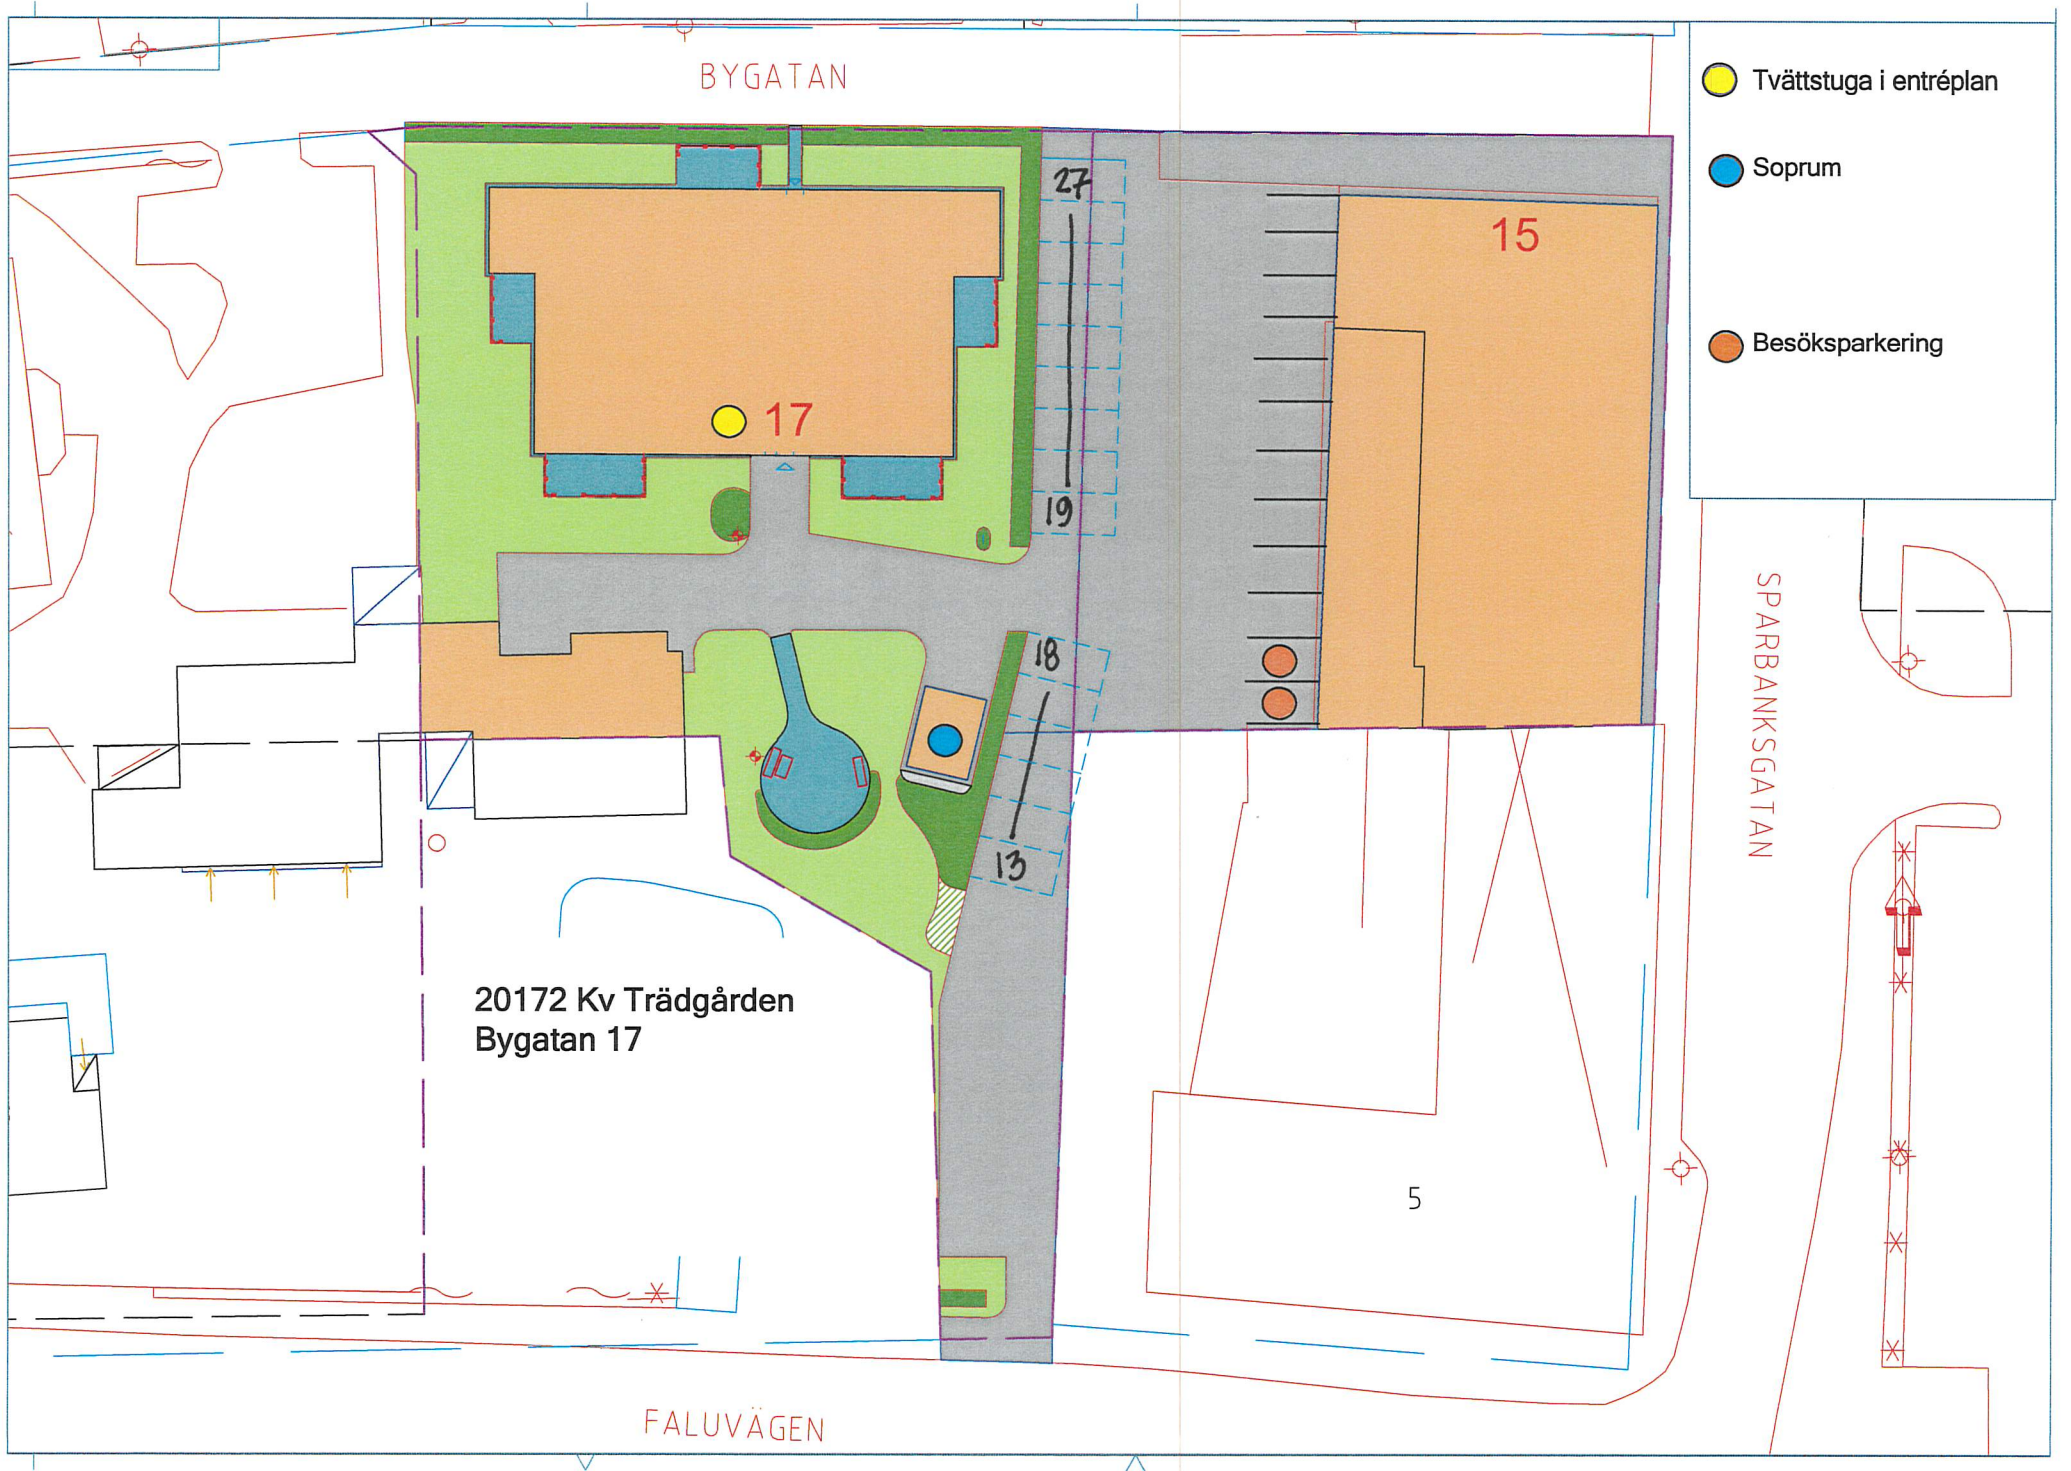 BYGATAN
Tvättstuga i entréplan
Soprum
Besöksparkering
27
15
17
19
18
13
SPARBANKSGATAN
20172 Kv Trädgården
Bygatan 17
5
FALUVÄGEN